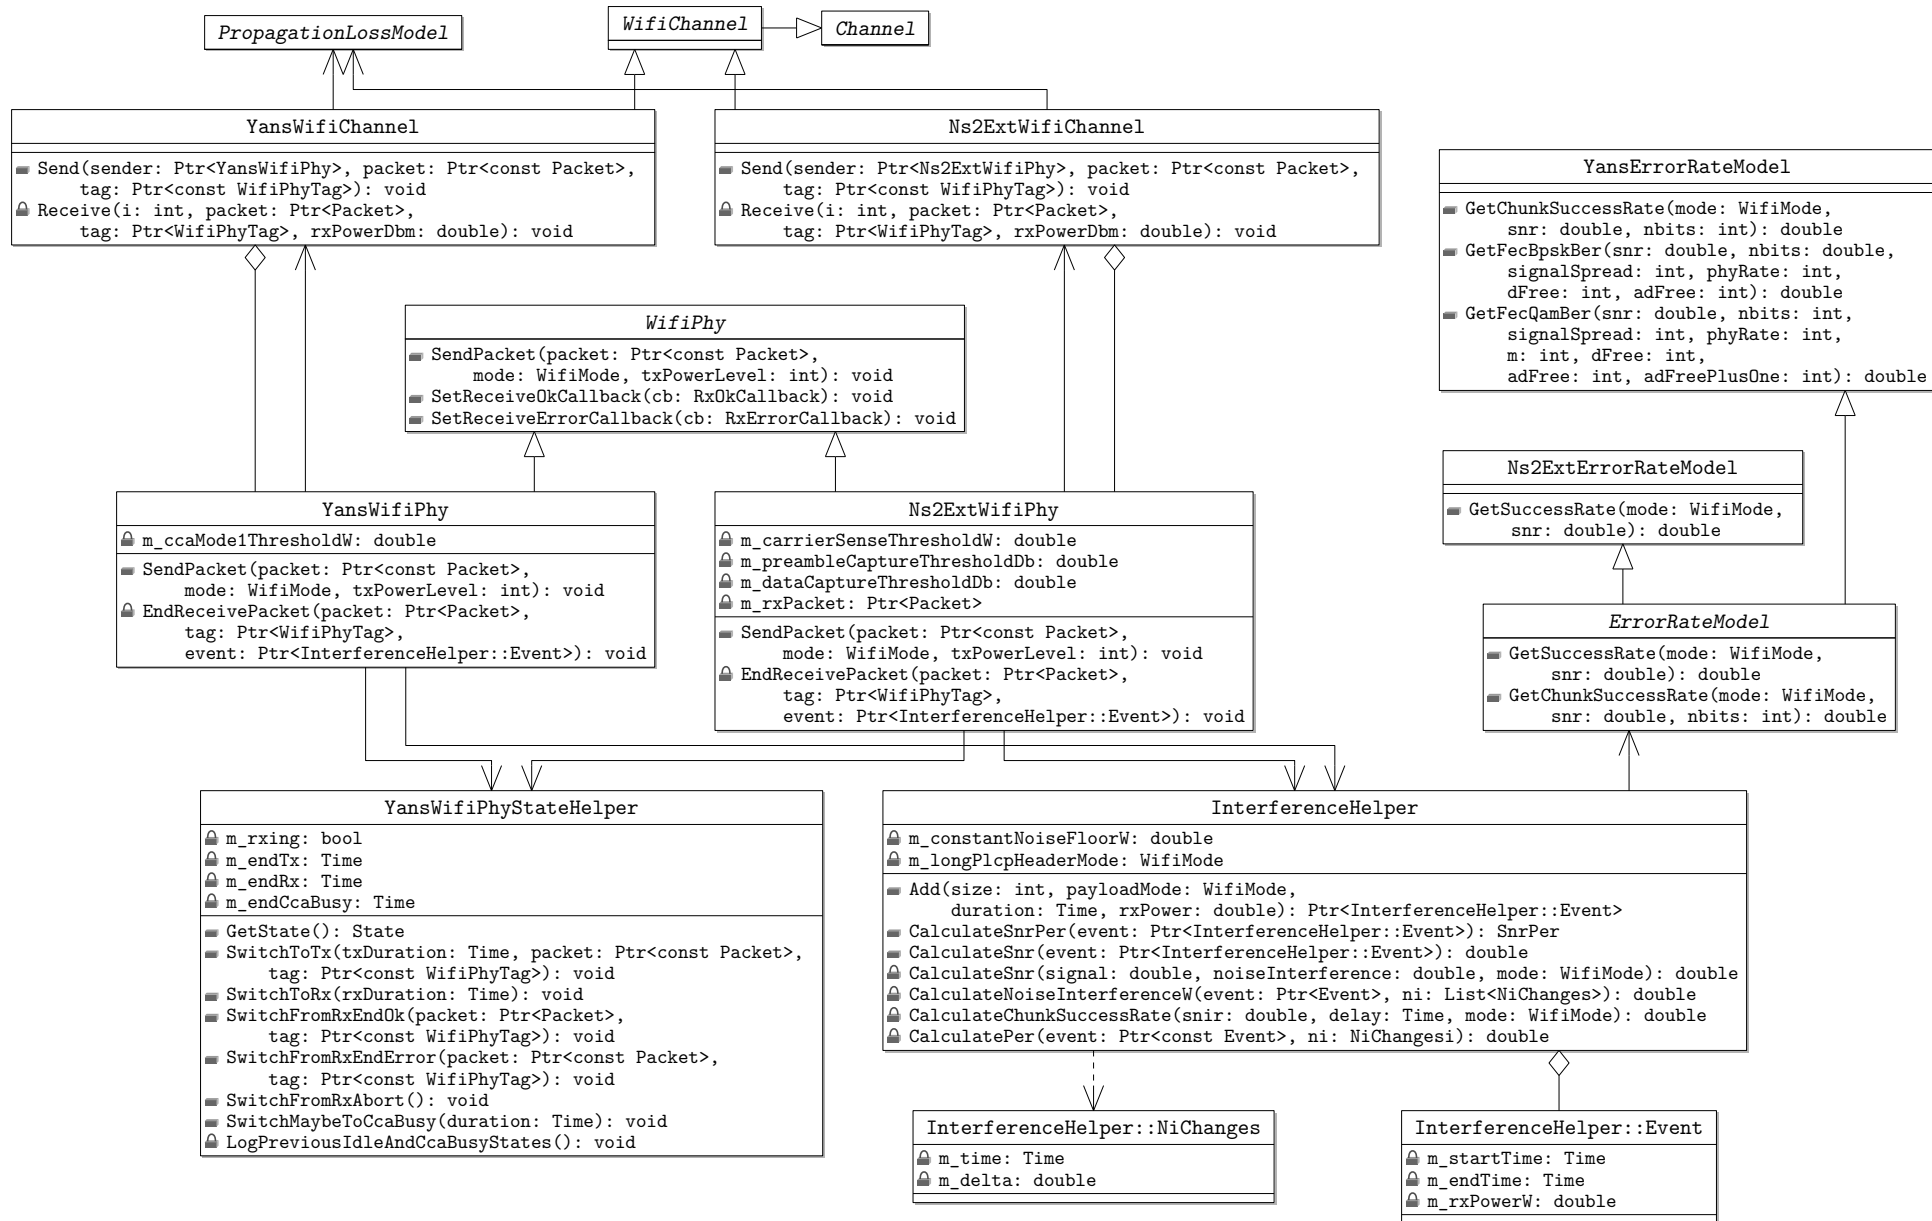 PropagationLossModel
WifiChannel
Channel
YansWifiChannel
Send(sender: Ptr<YansWifiPhy>, packet: Ptr<const Packet>,
tag: Ptr<const WifiPhyTag>): void
Receive(i: int, packet: Ptr<Packet>,
tag: Ptr<WifiPhyTag>, rxPowerDbm: double): void
Ns2ExtWifiChannel
Send(sender: Ptr<Ns2ExtWifiPhy>, packet: Ptr<const Packet>,
tag: Ptr<const WifiPhyTag>): void
Receive(i: int, packet: Ptr<Packet>,
tag: Ptr<WifiPhyTag>, rxPowerDbm: double): void
YansErrorRateModel
GetChunkSuccessRate(mode: WifiMode,
snr: double, nbits: int): double
GetFecBpskBer(snr: double, nbits: double,
signalSpread: int, phyRate: int,
dFree: int, adFree: int): double
GetFecQamBer(snr: double, nbits: int,
signalSpread: int, phyRate: int,
m: int, dFree: int,
adFree: int, adFreePlusOne: int): double
WifiPhy
SendPacket(packet: Ptr<const Packet>,
mode: WifiMode, txPowerLevel: int): void
SetReceiveOkCallback(cb: RxOkCallback): void
SetReceiveErrorCallback(cb: RxErrorCallback): void
Ns2ExtErrorRateModel
GetSuccessRate(mode: WifiMode,
snr: double): double
YansWifiPhy
m_ccaMode1ThresholdW: double
SendPacket(packet: Ptr<const Packet>,
mode: WifiMode, txPowerLevel: int): void
EndReceivePacket(packet: Ptr<Packet>,
tag: Ptr<WifiPhyTag>,
event: Ptr<InterferenceHelper::Event>): void
Ns2ExtWifiPhy
m_carrierSenseThresholdW: double
m_preambleCaptureThresholdDb: double
m_dataCaptureThresholdDb: double
m_rxPacket: Ptr<Packet>
SendPacket(packet: Ptr<const Packet>,
mode: WifiMode, txPowerLevel: int): void
EndReceivePacket(packet: Ptr<Packet>,
tag: Ptr<WifiPhyTag>,
event: Ptr<InterferenceHelper::Event>): void
ErrorRateModel
GetSuccessRate(mode: WifiMode,
snr: double): double
GetChunkSuccessRate(mode: WifiMode,
snr: double, nbits: int): double
YansWifiPhyStateHelper
m_rxing: bool
m_endTx: Time
m_endRx: Time
m_endCcaBusy: Time
GetState(): State
SwitchToTx(txDuration: Time, packet: Ptr<const Packet>,
tag: Ptr<const WifiPhyTag>): void
SwitchToRx(rxDuration: Time): void
SwitchFromRxEndOk(packet: Ptr<Packet>,
tag: Ptr<const WifiPhyTag>): void
SwitchFromRxEndError(packet: Ptr<const Packet>,
tag: Ptr<const WifiPhyTag>): void
SwitchFromRxAbort(): void
SwitchMaybeToCcaBusy(duration: Time): void
LogPreviousIdleAndCcaBusyStates(): void
InterferenceHelper
m_constantNoiseFloorW: double
m_longPlcpHeaderMode: WifiMode
Add(size: int, payloadMode: WifiMode,
duration: Time, rxPower: double): Ptr<InterferenceHelper::Event>
CalculateSnrPer(event: Ptr<InterferenceHelper::Event>): SnrPer
CalculateSnr(event: Ptr<InterferenceHelper::Event>): double
CalculateSnr(signal: double, noiseInterference: double, mode: WifiMode): double
CalculateNoiseInterferenceW(event: Ptr<Event>, ni: List<NiChanges>): double
CalculateChunkSuccessRate(snir: double, delay: Time, mode: WifiMode): double
CalculatePer(event: Ptr<const Event>, ni: NiChangesi): double
InterferenceHelper::NiChanges
m_time: Time
m_delta: double
InterferenceHelper::Event
m_startTime: Time
m_endTime: Time
m_rxPowerW: double